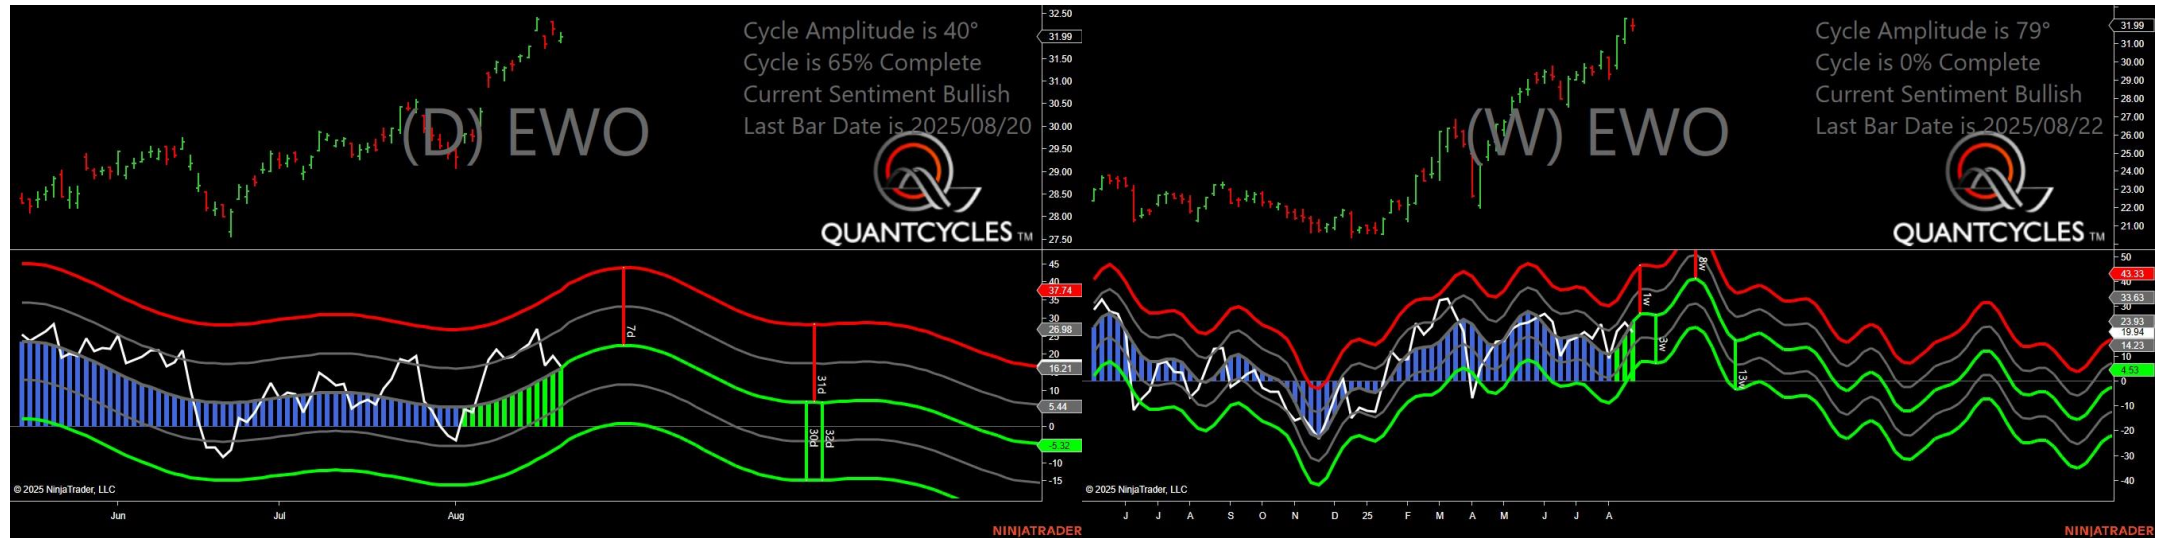 Cycle Amplitude is 40°
Cycle is 65% Complete
Current Sentiment Bullish
Last Bar Date is 2025/08/20
(D) EWO
QUANTCYCLES TM
32.50
31.99
31.50
31.00
30.50
30.00
29.50
29.00
28.50
28.00
27.50
45
40
37.74
35
30
26.98
20
16.21
10
5.44
0
-5.32
-10
-15
7d
31d
30d
32d
© 2025 NinjaTrader, LLC
Jun Jul Aug
NINJATRADER
Cycle Amplitude is 79°
Cycle is 0% Complete
Current Sentiment Bullish
Last Bar Date is 2025/08/22
(W) EWO
QUANTCYCLES TM
31.99
31.00
30.00
29.00
28.00
27.00
26.00
25.00
24.00
23.00
22.00
21.00
50
43.33
40
33.63
30
23.93
19.94
14.23
10
4.53
0
-10
-20
-30
-40
1w
3w
8w
13w
© 2025 NinjaTrader, LLC
J J A S O N D 25 F M A M J J A
NINJATRADER